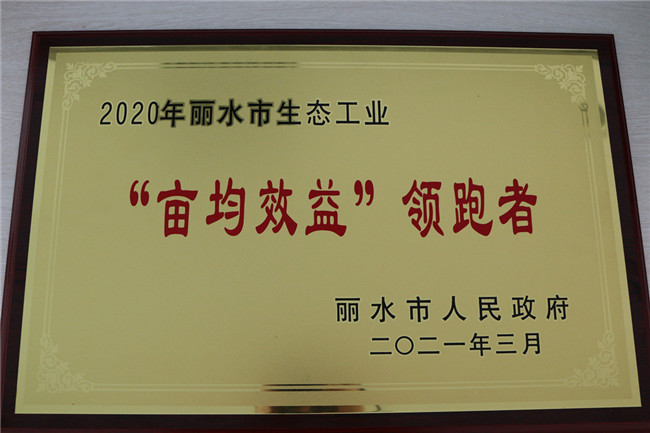 2020年丽水市生态工业
“亩均效益”领跑者
丽水市人民政府
二〇二一年三月